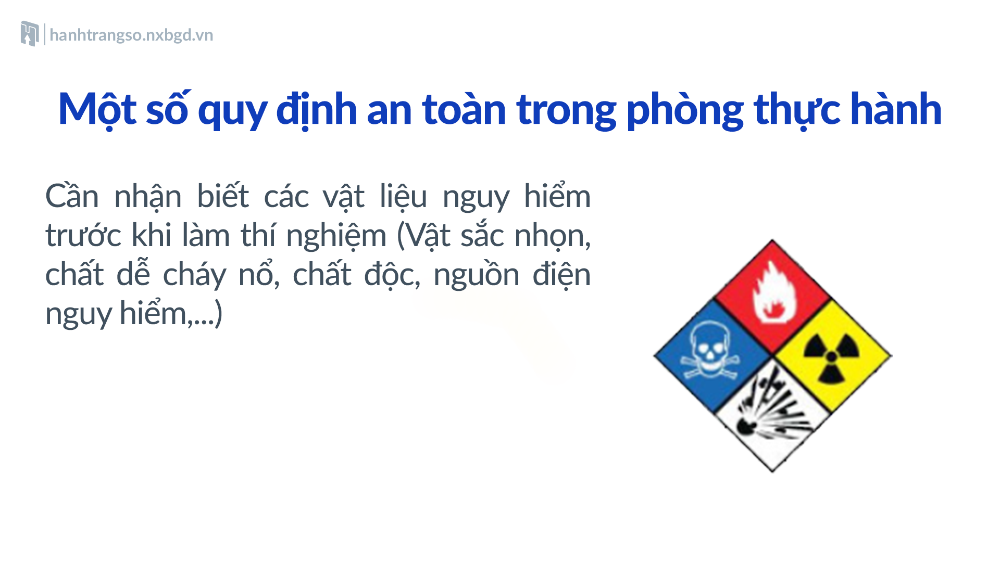 hanhtrangso.nxbgd.vn
Một số quy định an toàn trong phòng thực hành
Cần nhận biết các vật liệu nguy hiểm
trước khi làm thí nghiệm (Vật sắc nhọn,
chất dễ cháy nổ, chất độc, nguồn điện
nguy hiểm,...)